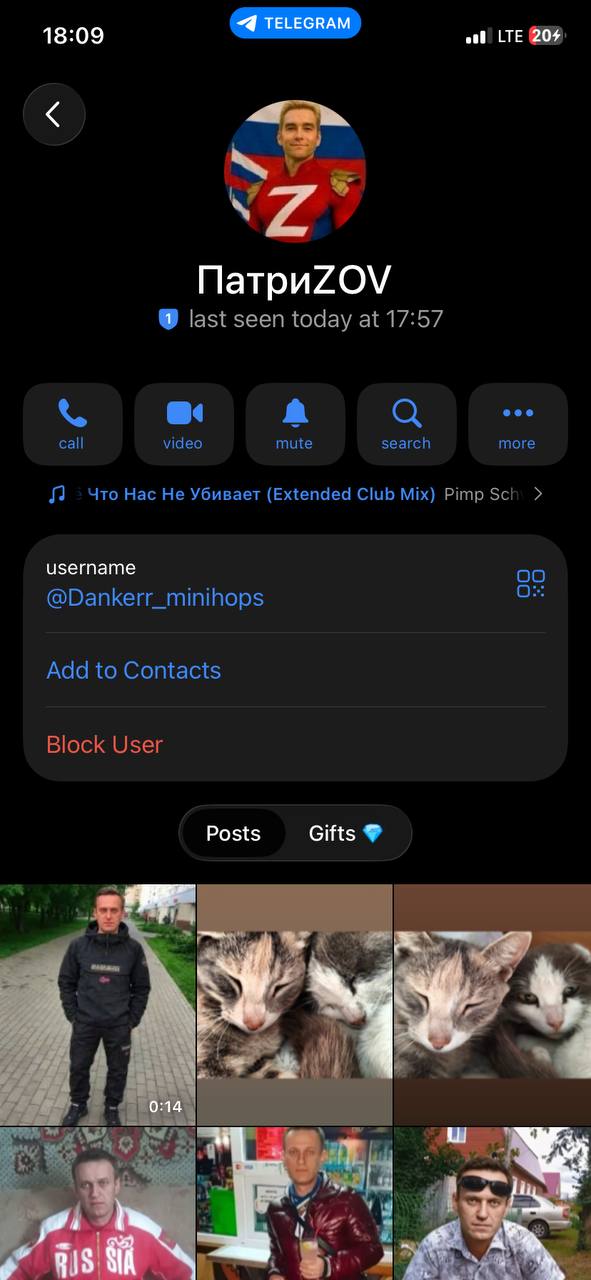 18:09
TELEGRAM
LTE
20
Z
ПатриZOV
1
last seen today at 17:57
call
video
mute
search
more
Что Нас Не Убивает (Extended Club Mix) Pimp
username
@Dankerr_minihops
Add to Contacts
Block User
Posts
Gifts 💎
0:14
RUSSIA